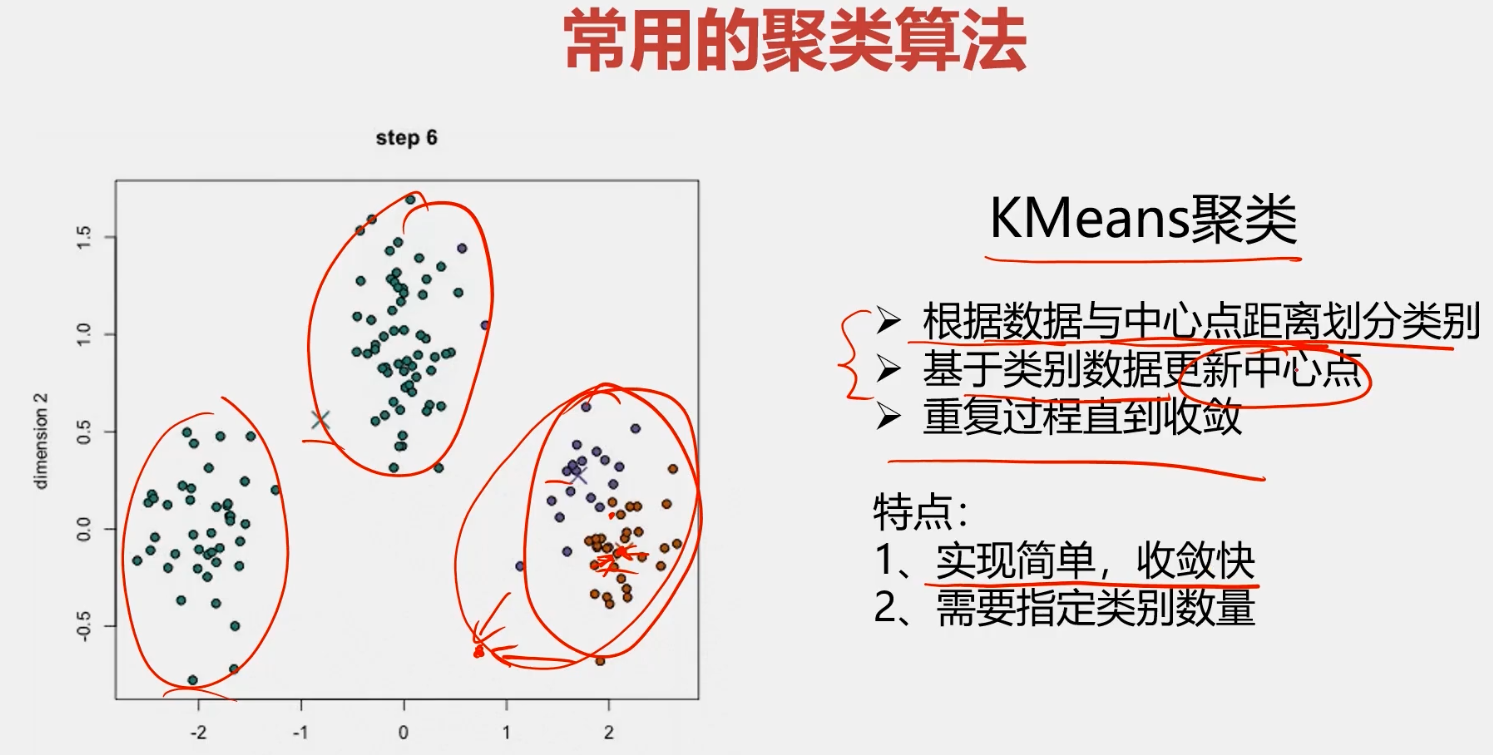 常用的聚类算法
step 6
KMeans聚类
➢ 根据数据与中心点距离划分类别
➢ 基于类别数据更新中心点
➢ 重复过程直到收敛
特点：
1、实现简单，收敛快
2、需要指定类别数量
dimension 2
1.5
1.0
0.5
0.0
-0.5
-2 -1 0 1 2